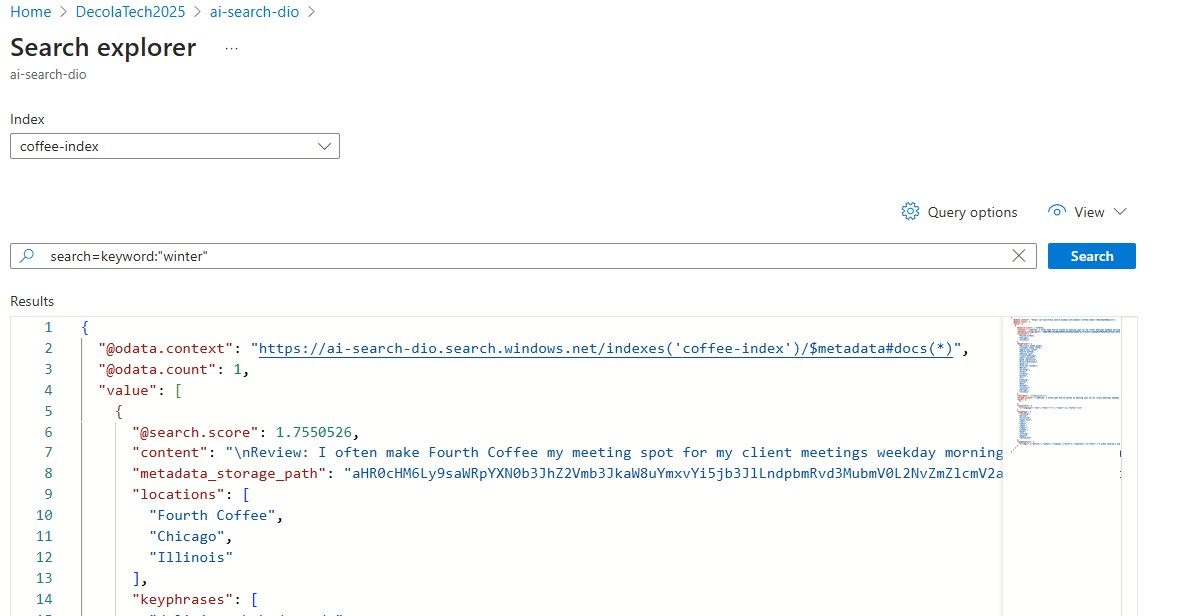 Home > DecolaTech2025 > ai-search-dio >
Search explorer ...
ai-search-dio
Index
coffee-index
Query options View
search=keyword:"winter"
Search
Results
1 {
2 "@odata.context": "https://ai-search-dio.search.windows.net/indexes('coffee-index')/$metadata#docs(*)",
3 "@odata.count": 1,
4 "value": [
5 {
6 "@search.score": 1.7550526,
7 "content": "\nReview: I often make Fourth Coffee my meeting spot for my client meetings weekday morning
8 "metadata_storage_path": "aHR0cHM6Ly9saWRpYXN0b3JhZ2Vmb3JkaW8uYmxvYi5jb3JlLndpbmRvd3MubmV0L2NvZmZlcmV2a
9 "locations": [
10 "Fourth Coffee",
11 "Chicago",
12 "Illinois"
13 ],
14 "keyphrases": [